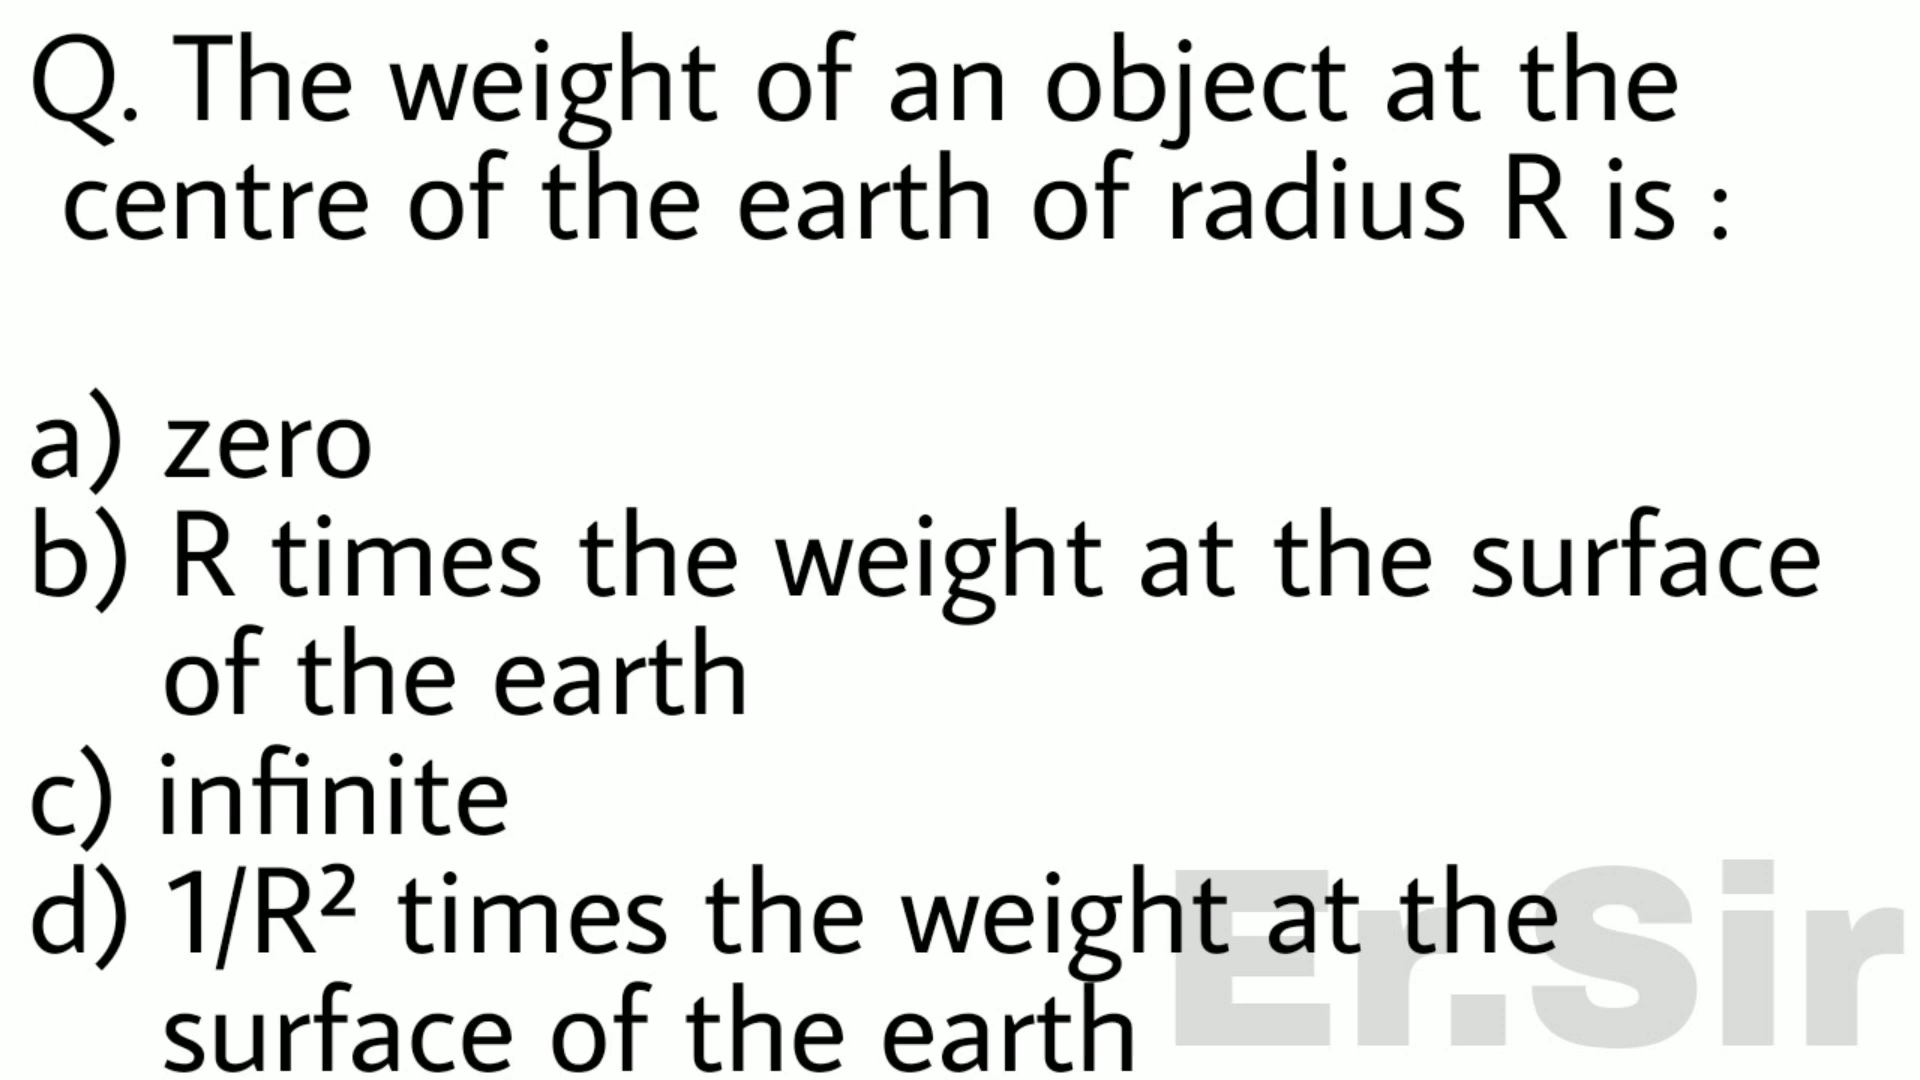 Q. The weight of an object at the
centre of the earth of radius R is :
a) zero
b) R times the weight at the surface
of the earth
c) infinite
d) 1/R² times the weight at the
surface of the earth
Er.Sir